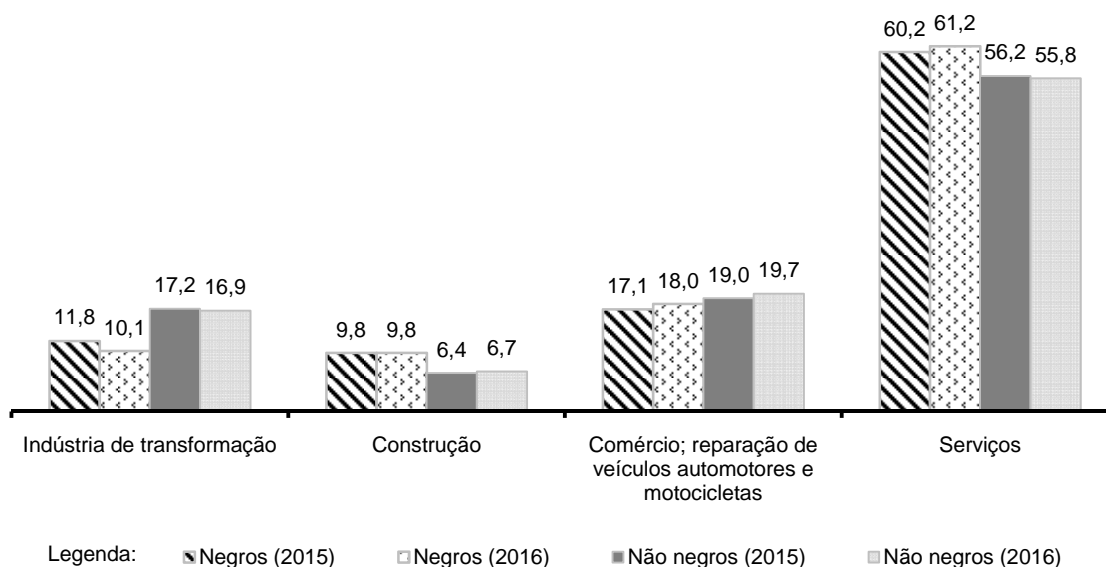 60,2 61,2 56,2 55,8
17,1 18,0 19,0 19,7
11,8 10,1 17,2 16,9
9,8 9,8 6,4 6,7
Indústria de transformação
Construção
Comércio; reparação de
veículos automotores e
motocicletas
Serviços
Legenda: Negros (2015) Negros (2016) Não negros (2015) Não negros (2016)